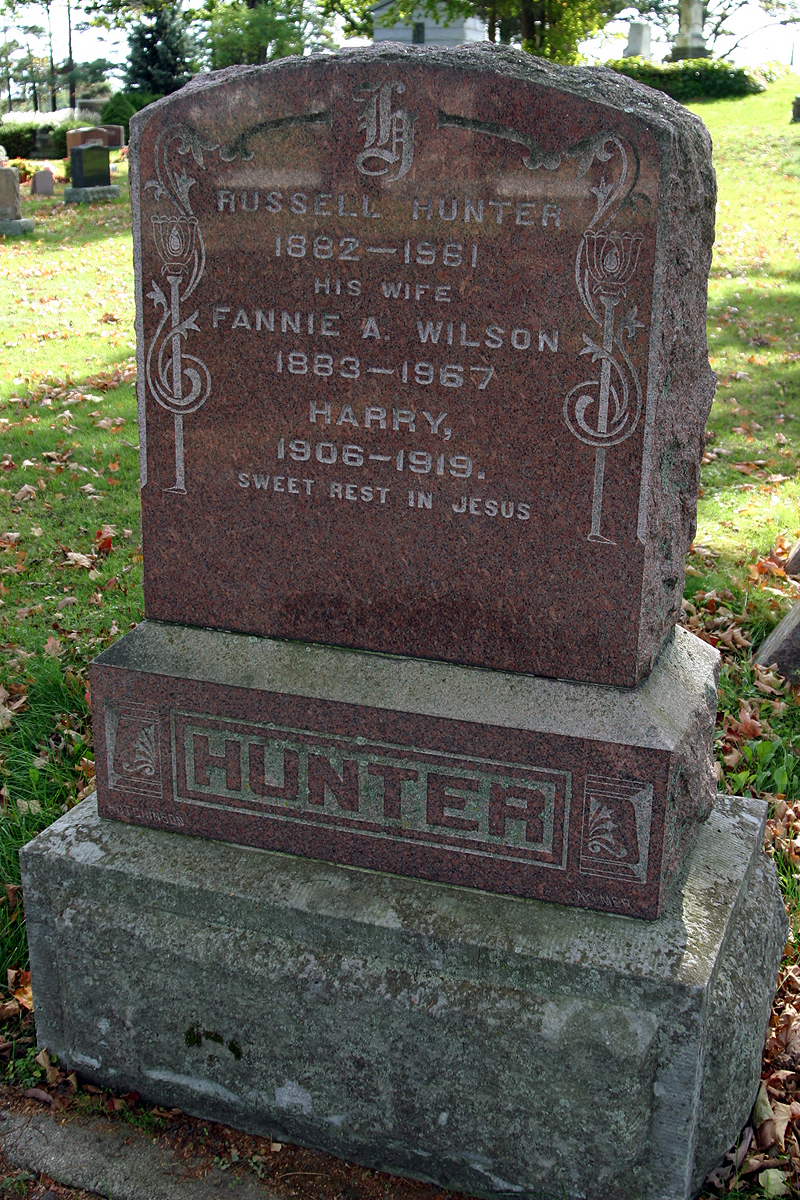 H
RUSSELL HUNTER
1882–1961
HIS WIFE
FANNIE A. WILSON
1883–1967
HARRY,
1906–1919.
SWEET REST IN JESUS
HUNTER